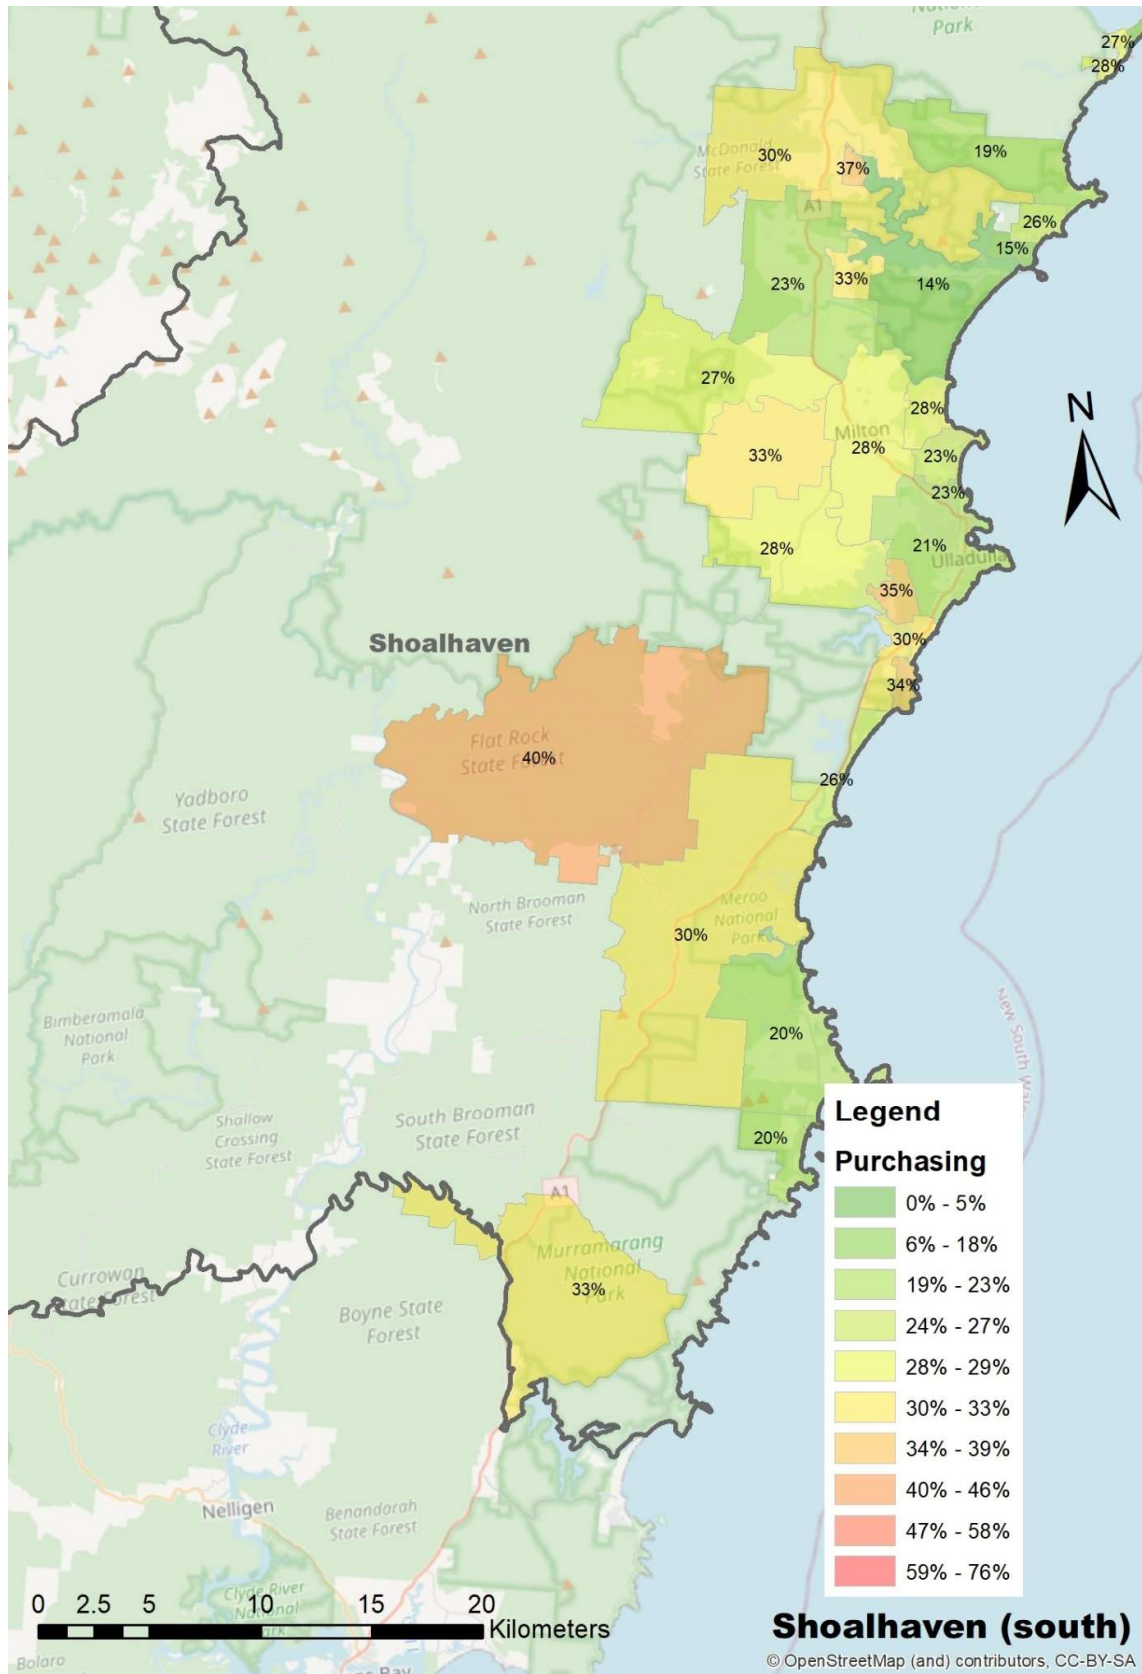 National
Park
27%
28%
McDonald
State Forest
30%
37%
19%
A1
26%
15%
23%
33%
14%
27%
28%
N
Milton
33%
28%
23%
23%
28%
21%
Ulladulla
35%
30%
Shoalhaven
34%
Flat Rock
State Forest
40%
26%
Yadboro
State Forest
North Brooman
State Forest
Meroo
National
Park
30%
Bimberamala
National
Park
20%
New South Wales
Shallow
Crossing
State Forest
South Brooman
State Forest
20%
A1
Murramarang
National
Park
33%
Currowan
State Forest
Boyne State
Forest
Clyde
River
Nelligen
Benandarah
State Forest
Clyde River
National
Park
Legend
Purchasing
0% - 5%
6% - 18%
19% - 23%
24% - 27%
28% - 29%
30% - 33%
34% - 39%
40% - 46%
47% - 58%
59% - 76%
0 2.5 5 10 15 20
Kilometers
Bolaro
Bay
Shoalhaven (south)
© OpenStreetMap (and) contributors, CC-BY-SA